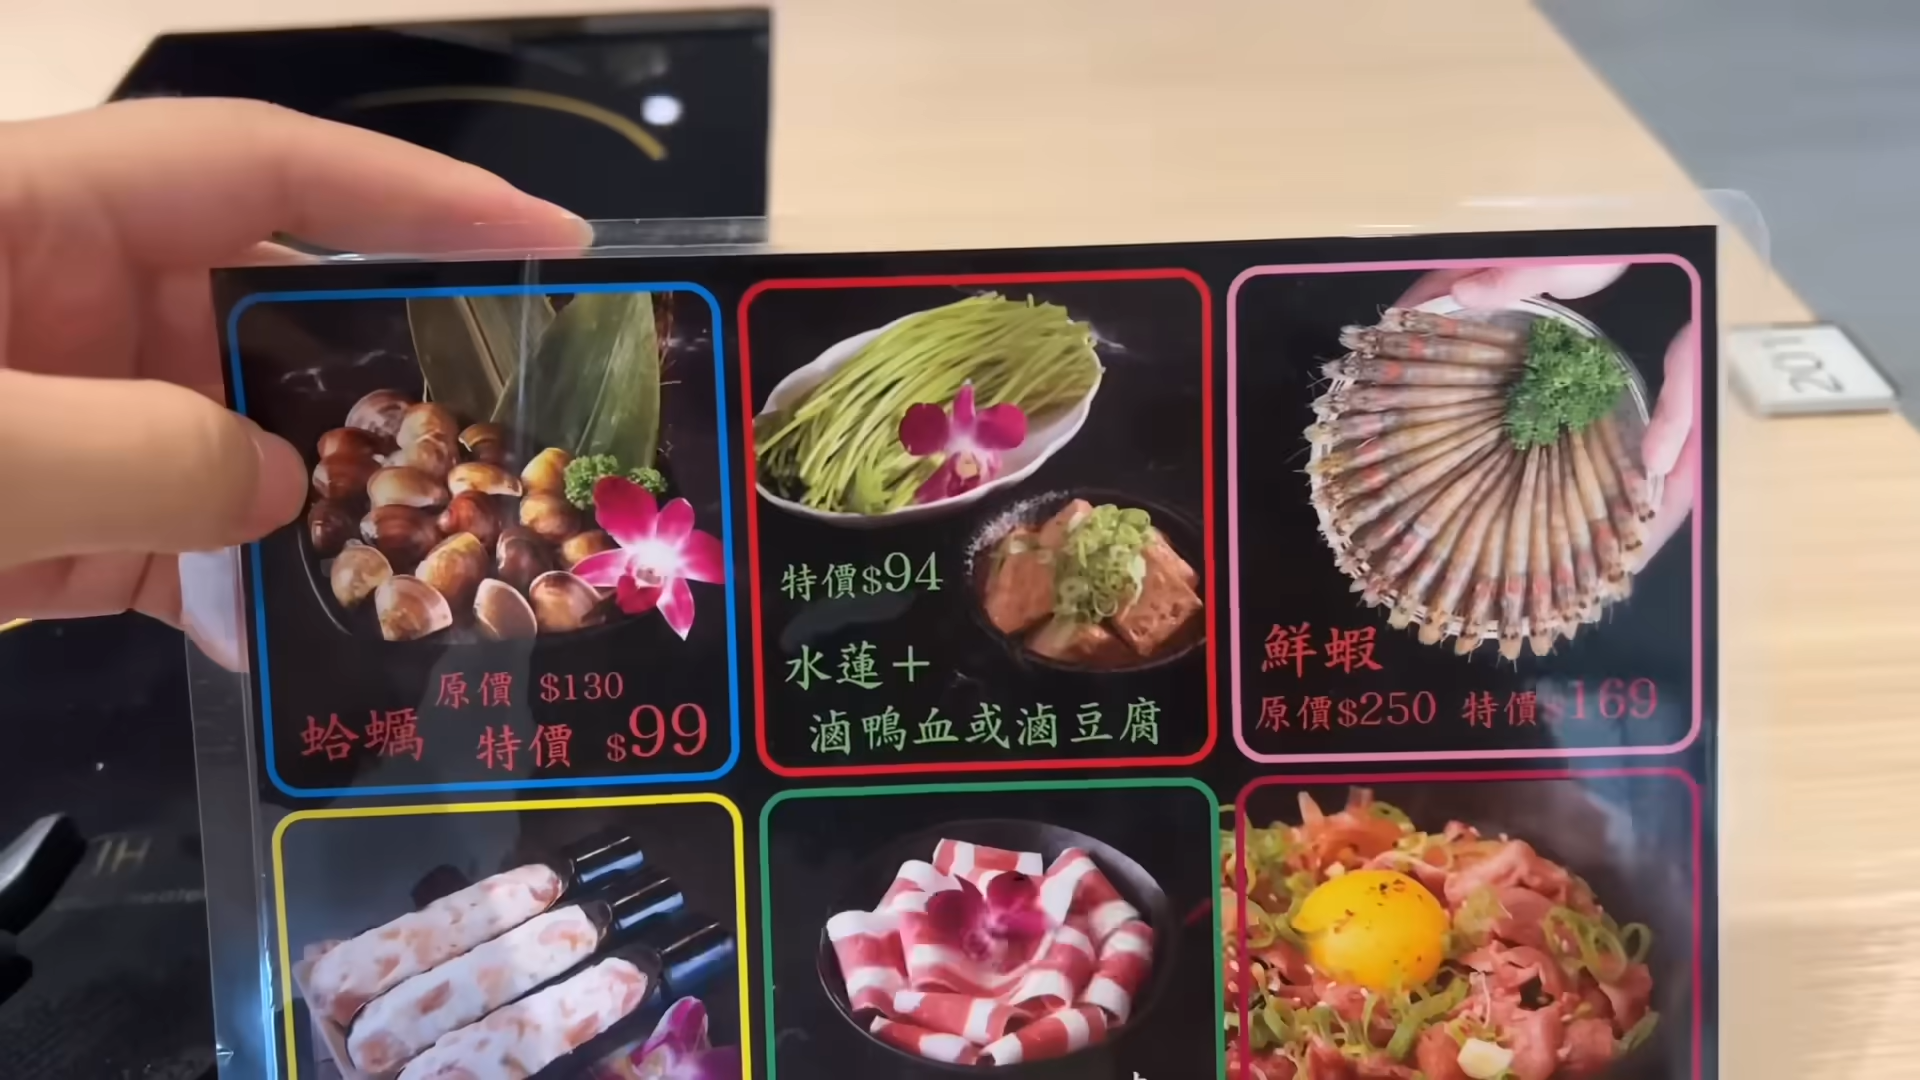 原價 $130
蛤蠣 特價 $99
特價$94
水蓮+
滷鴨血或滷豆腐
鮮蝦
原價$250 特價$169
201